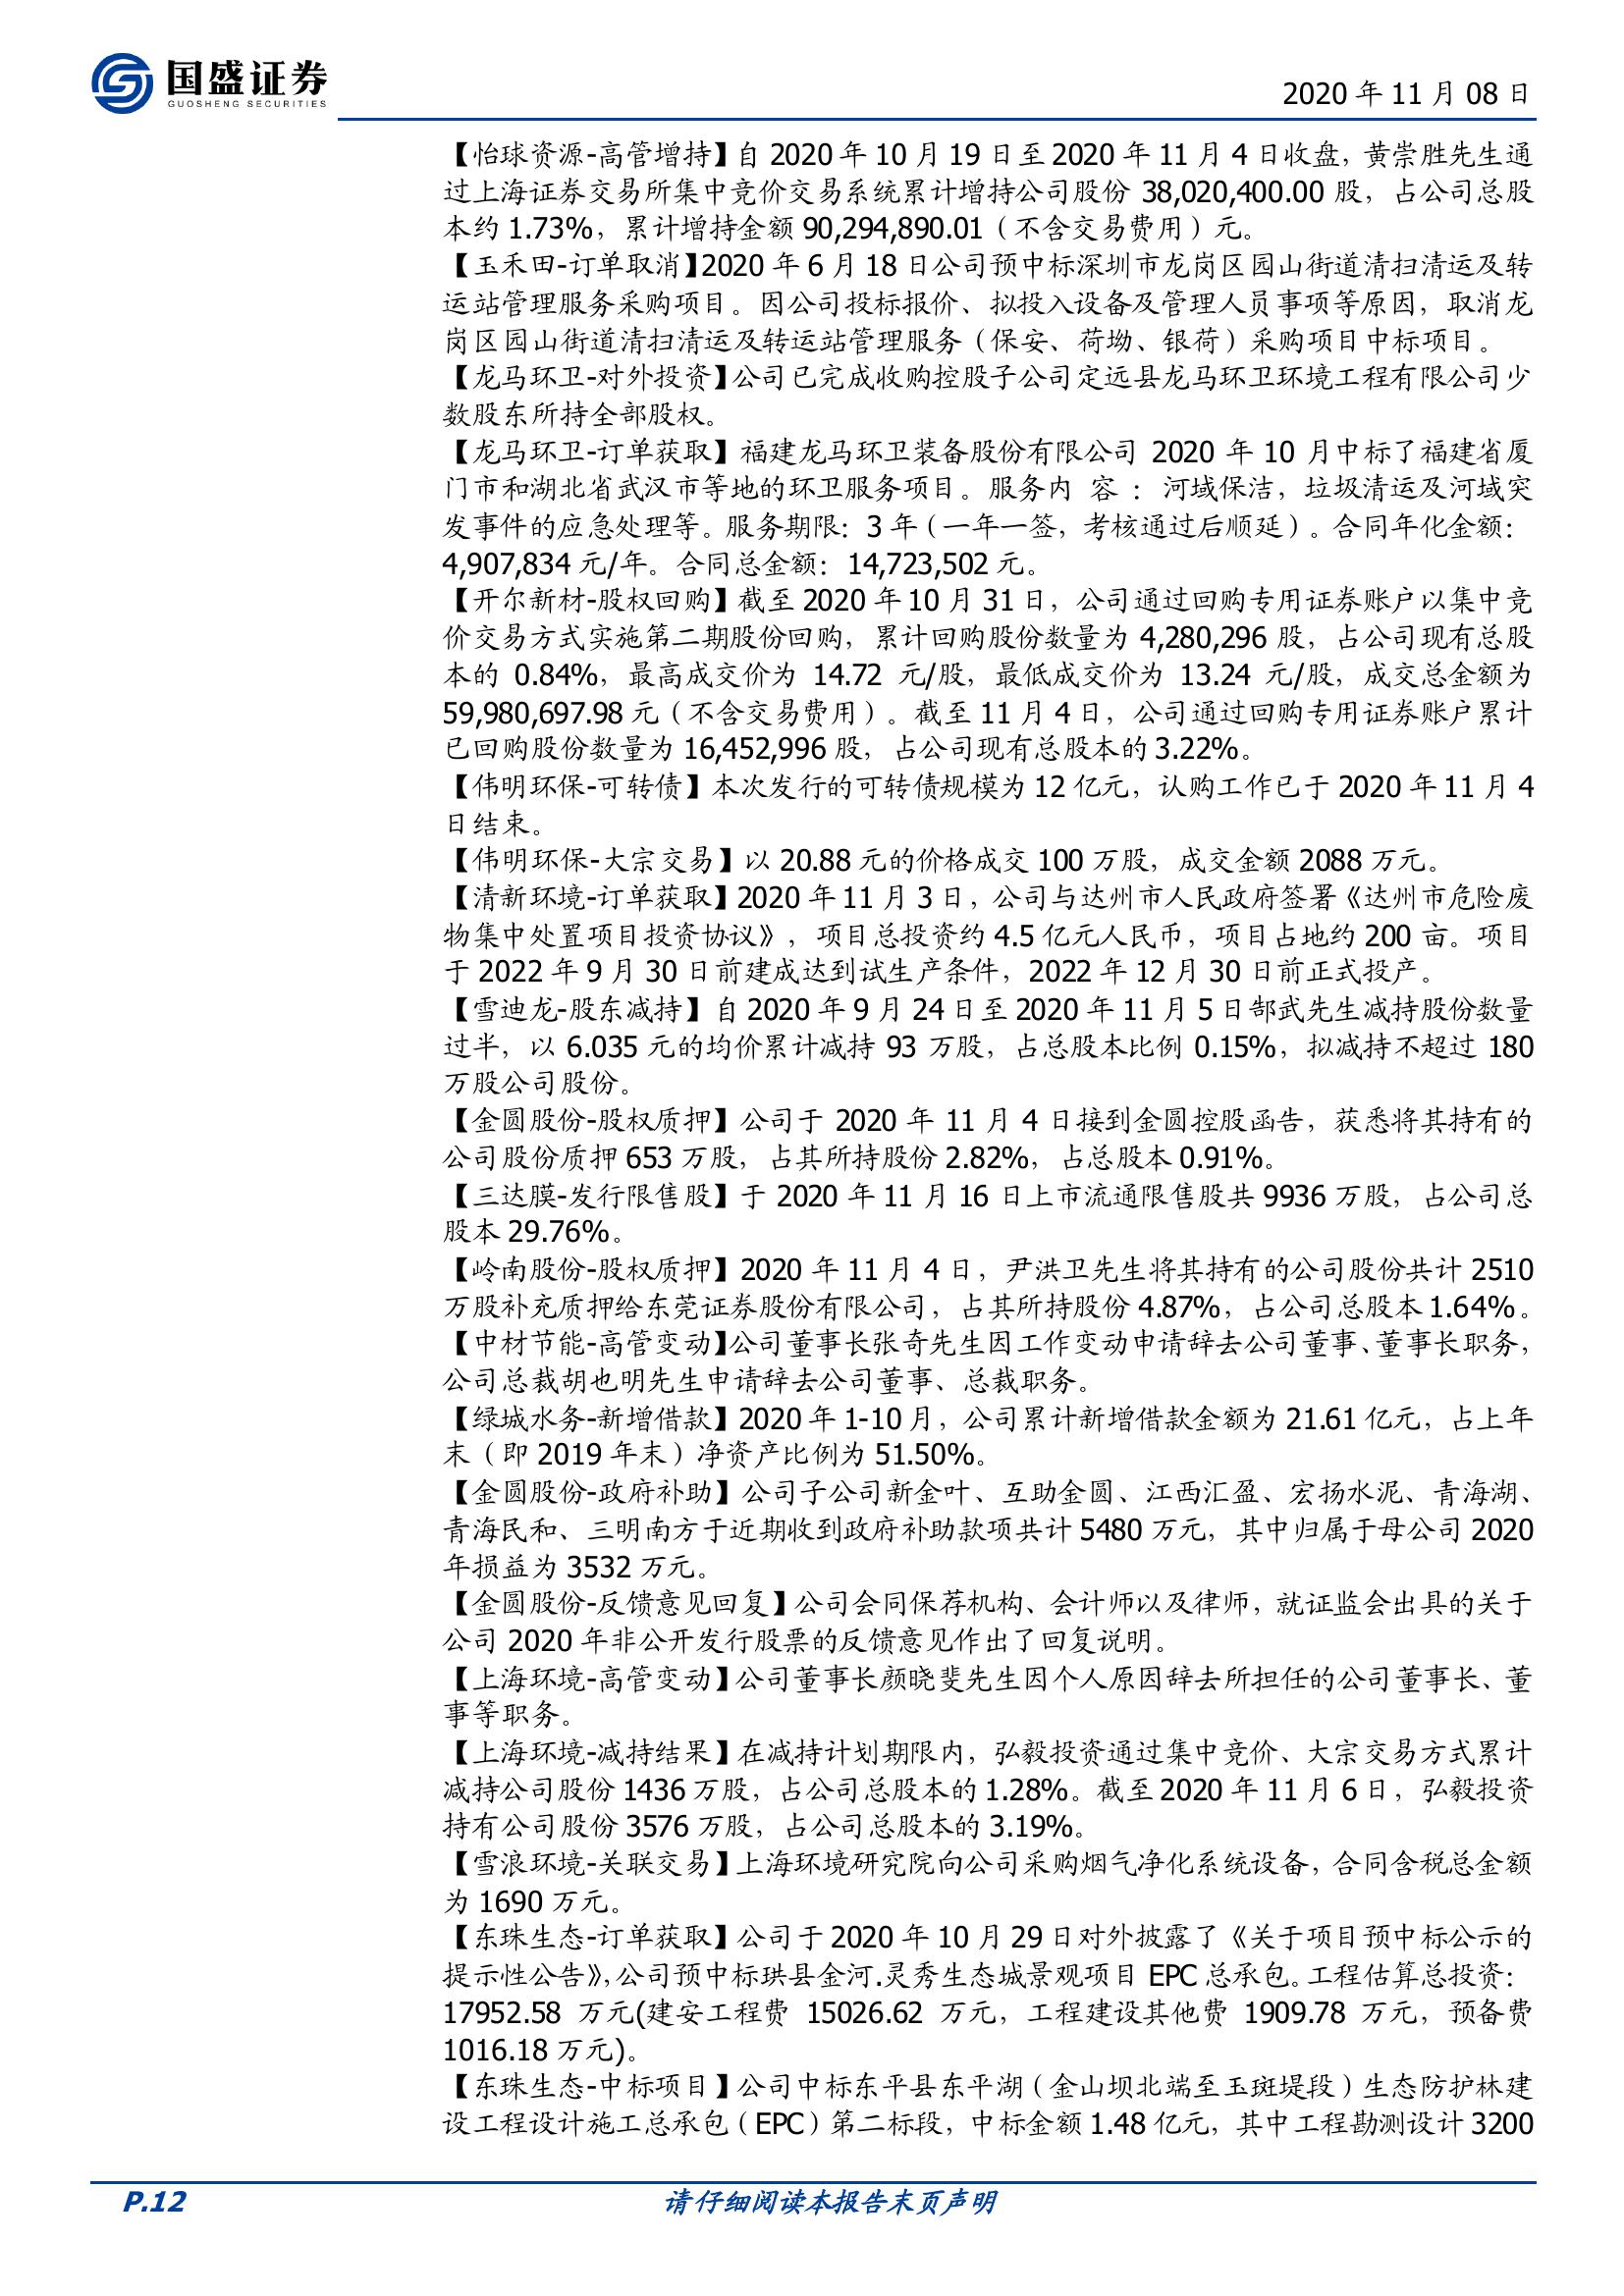 国盛证券
GUOSHENG SECURITIES
2020 年 11 月 08 日
【怡球资源-高管增持】自 2020 年 10 月 19 日至 2020 年 11 月 4 日收盘，黄崇胜先生通
过上海证券交易所集中竞价交易系统累计增持公司股份 38,020,400.00 股，占公司总股
本约 1.73%，累计增持金额 90,294,890.01（不含交易费用）元。
【玉禾田-订单取消】2020 年 6 月 18 日公司预中标深圳市龙岗区园山街道清扫清运及转
运站管理服务采购项目。因公司投标报价、拟投入设备及管理人员事项等原因，取消龙
岗区园山街道清扫清运及转运站管理服务（保安、荷坳、银荷）采购项目中标项目。
【龙马环卫-对外投资】公司已完成收购控股子公司定远县龙马环卫环境工程有限公司少
数股东所持全部股权。
【龙马环卫-订单获取】福建龙马环卫装备股份有限公司 2020 年 10 月中标了福建省厦
门市和湖北省武汉市等地的环卫服务项目。服务内 容 ： 河域保洁，垃圾清运及河域突
发事件的应急处理等。服务期限：3 年（一年一签，考核通过后顺延）。合同年化金额：
4,907,834 元/年。合同总金额：14,723,502 元。
【开尔新材-股权回购】截至 2020 年 10 月 31 日，公司通过回购专用证券账户以集中竞
价交易方式实施第二期股份回购，累计回购股份数量为 4,280,296 股，占公司现有总股
本的 0.84%，最高成交价为 14.72 元/股，最低成交价为 13.24 元/股，成交总金额为
59,980,697.98 元（不含交易费用）。截至 11 月 4 日，公司通过回购专用证券账户累计
已回购股份数量为 16,452,996 股，占公司现有总股本的 3.22%。
【伟明环保-可转债】本次发行的可转债规模为 12 亿元，认购工作已于 2020 年 11 月 4
日结束。
【伟明环保-大宗交易】以 20.88 元的价格成交 100 万股，成交金额 2088 万元。
【清新环境-订单获取】2020 年 11 月 3 日，公司与达州市人民政府签署《达州市危险废
物集中处置项目投资协议》，项目总投资约 4.5 亿元人民币，项目占地约 200 亩。项目
于 2022 年 9 月 30 日前建成达到试生产条件，2022 年 12 月 30 日前正式投产。
【雪迪龙-股东减持】自 2020 年 9 月 24 日至 2020 年 11 月 5 日郜武先生减持股份数量
过半，以 6.035 元的均价累计减持 93 万股，占总股本比例 0.15%，拟减持不超过 180
万股公司股份。
【金圆股份-股权质押】公司于 2020 年 11 月 4 日接到金圆控股函告，获悉将其持有的
公司股份质押 653 万股，占其所持股份 2.82%，占总股本 0.91%。
【三达膜-发行限售股】于 2020 年 11 月 16 日上市流通限售股共 9936 万股，占公司总
股本 29.76%。
【岭南股份-股权质押】2020 年 11 月 4 日，尹洪卫先生将其持有的公司股份共计 2510
万股补充质押给东莞证券股份有限公司，占其所持股份 4.87%，占公司总股本 1.64%。
【中材节能-高管变动】公司董事长张奇先生因工作变动申请辞去公司董事、董事长职务，
公司总裁胡也明先生申请辞去公司董事、总裁职务。
【绿城水务-新增借款】2020 年 1-10 月，公司累计新增借款金额为 21.61 亿元，占上年
末（即 2019 年末）净资产比例为 51.50%。
【金圆股份-政府补助】公司子公司新金叶、互助金圆、江西汇盈、宏扬水泥、青海湖、
青海民和、三明南方于近期收到政府补助款项共计 5480 万元，其中归属于母公司 2020
年损益为 3532 万元。
【金圆股份-反馈意见回复】公司会同保荐机构、会计师以及律师，就证监会出具的关于
公司 2020 年非公开发行股票的反馈意见作出了回复说明。
【上海环境-高管变动】公司董事长颜晓斐先生因个人原因辞去所担任的公司董事长、董
事等职务。
【上海环境-减持结果】在减持计划期限内，弘毅投资通过集中竞价、大宗交易方式累计
减持公司股份 1436 万股，占公司总股本的 1.28%。截至 2020 年 11 月 6 日，弘毅投资
持有公司股份 3576 万股，占公司总股本的 3.19%。
【雪浪环境-关联交易】上海环境研究院向公司采购烟气净化系统设备，合同含税总金额
为 1690 万元。
【东珠生态-订单获取】公司于 2020 年 10 月 29 日对外披露了《关于项目预中标公示的
提示性公告》，公司预中标珙县金河.灵秀生态城景观项目 EPC 总承包。工程估算总投资：
17952.58 万元(建安工程费 15026.62 万元，工程建设其他费 1909.78 万元，预备费
1016.18 万元)。
【东珠生态-中标项目】公司中标东平县东平湖（金山坝北端至玉斑堤段）生态防护林建
设工程设计施工总承包（EPC）第二标段，中标金额 1.48 亿元，其中工程勘测设计 3200
P.12
请仔细阅读本报告末页声明